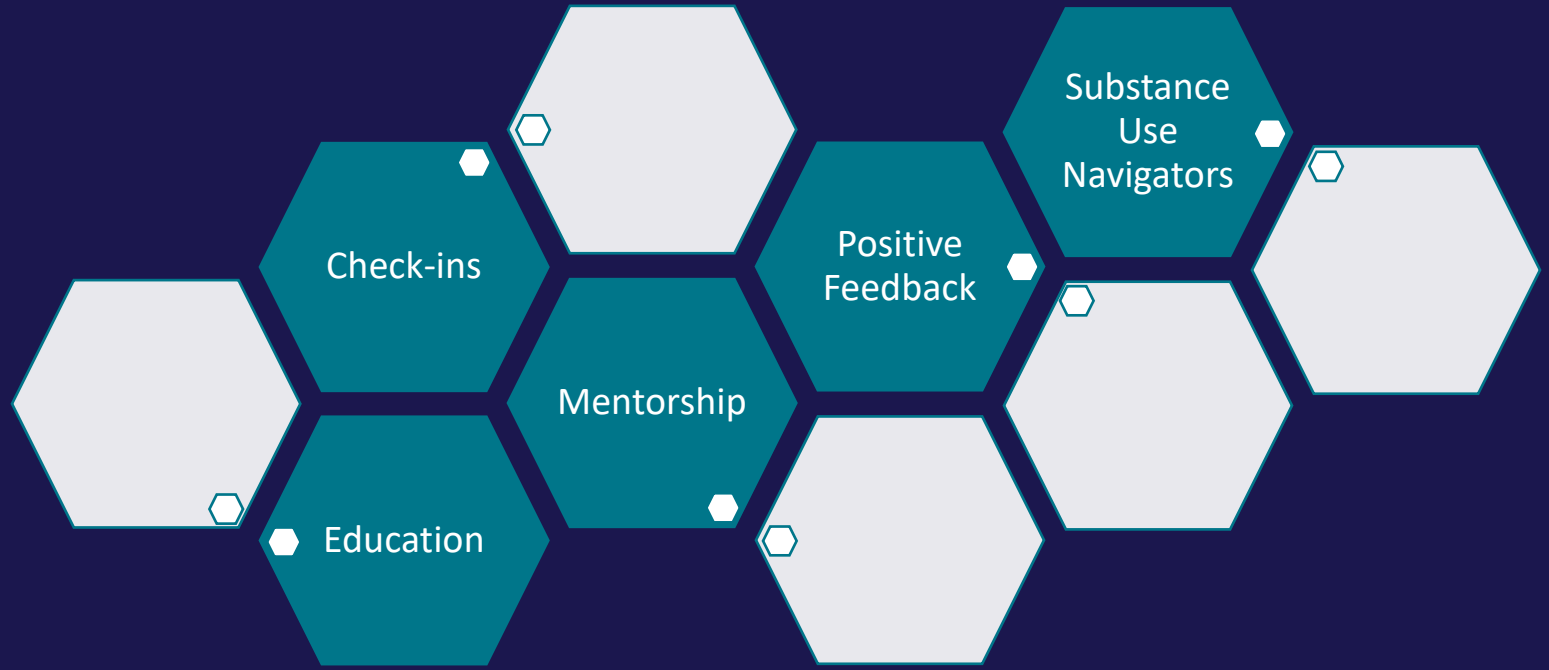 Substance
Use
Navigators
Check-ins
Positive
Feedback
Mentorship
Education